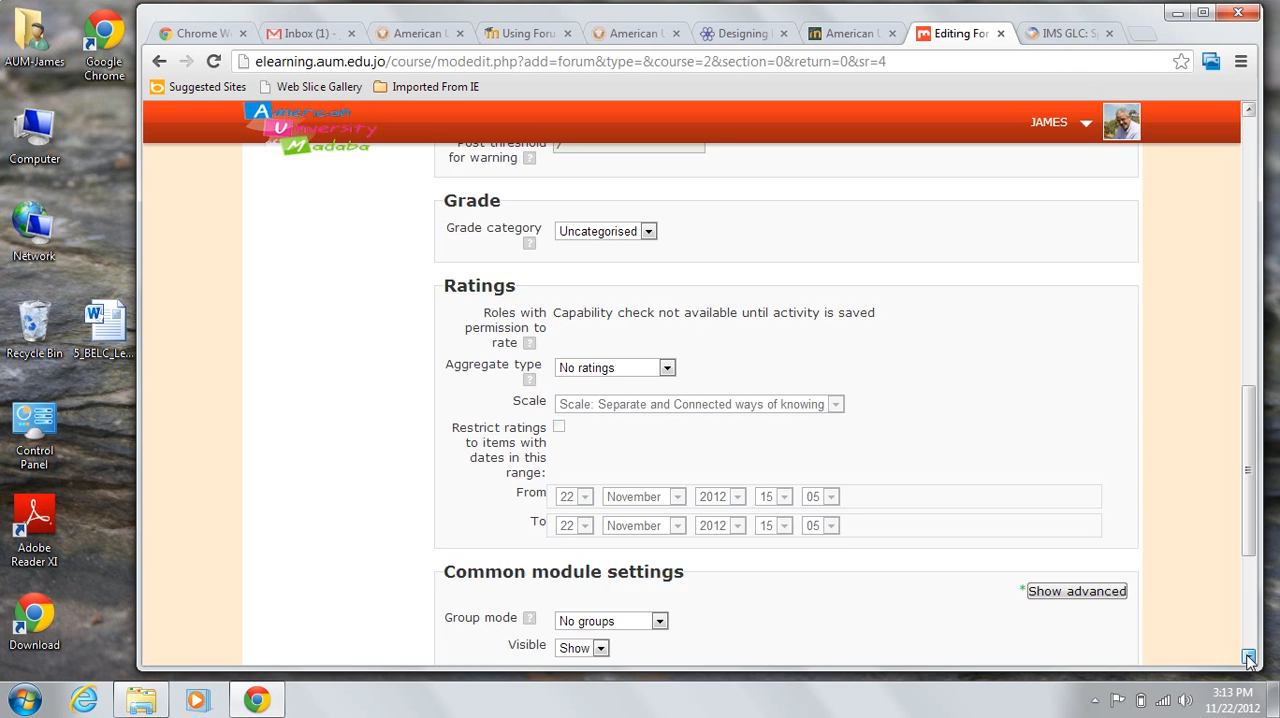 AUM-James
Google
Chrome
Computer
Network
Recycle Bin
5_BELC_Le...
Control
Panel
Adobe
Reader XI
Download
Chrome We
Inbox (1) -
American U
Using Foru
American U
Designing
American U
Editing For
IMS GLC: Sp
elearning.aum.edu.jo/course/modedit.php?add=forum&type=&course=2&section=0&return=0&sr=4
Suggested Sites
Web Slice Gallery
Imported From IE
American
University
Madaba
JAMES
Post threshold
for warning ?
7
Grade
Grade category
?
Uncategorised
Ratings
Roles with
permission to
rate ?
Capability check not available until activity is saved
Aggregate type
?
No ratings
Scale
Scale: Separate and Connected ways of knowing
Restrict ratings
to items with
dates in this
range:
From
22 November 2012 15 05
To
22 November 2012 15 05
Common module settings
* Show advanced
Group mode ?
No groups
Visible
Show
3:13 PM
11/22/2012